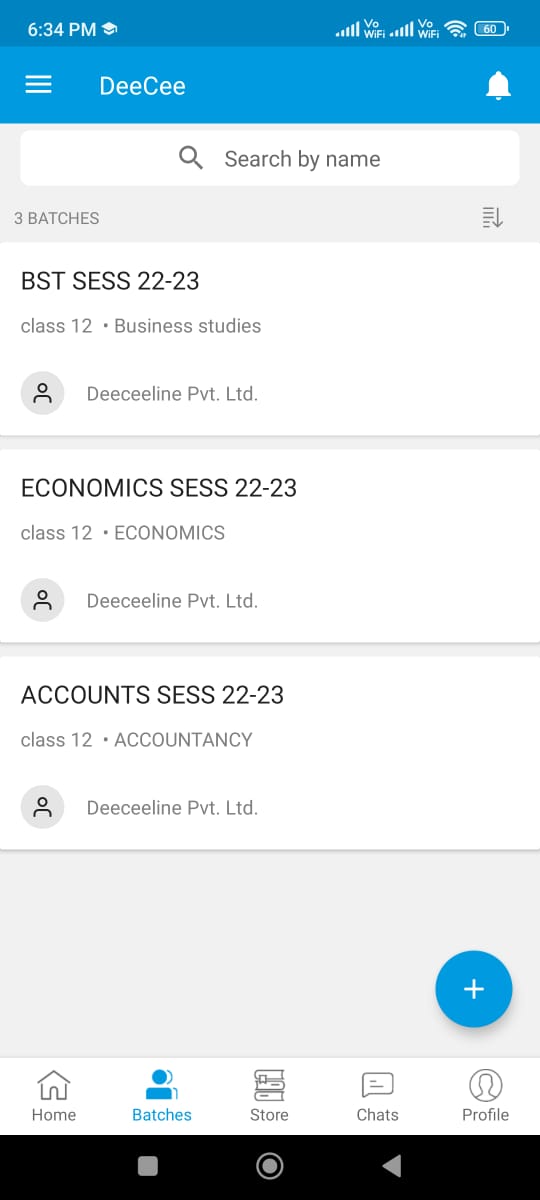 6:34 PM
Vo WiFi Vo WiFi 60
DeeCee
Search by name
3 BATCHES
BST SESS 22-23
class 12 • Business studies
Deeceeline Pvt. Ltd.
ECONOMICS SESS 22-23
class 12 • ECONOMICS
Deeceeline Pvt. Ltd.
ACCOUNTS SESS 22-23
class 12 • ACCOUNTANCY
Deeceeline Pvt. Ltd.
+
Home Batches Store Chats Profile